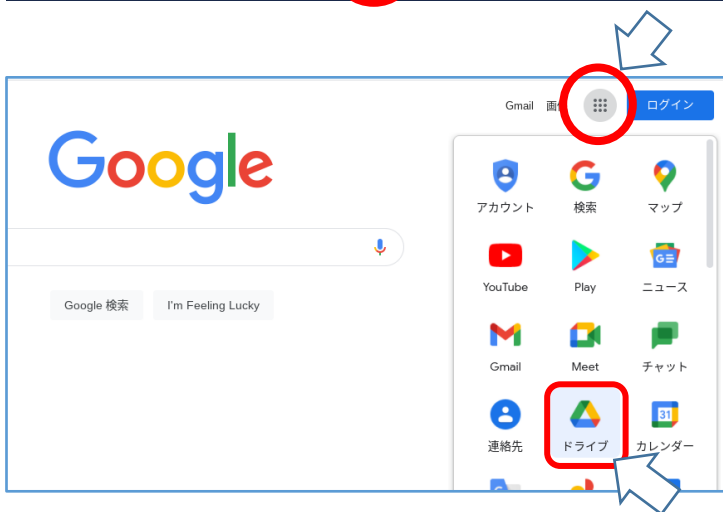 Gmail
ログイン
Google
アカウント 検索 マップ
YouTube Play ニュース
Google 検索 I'm Feeling Lucky
Gmail Meet チャット
31
連絡先 ドライブ カレンダー